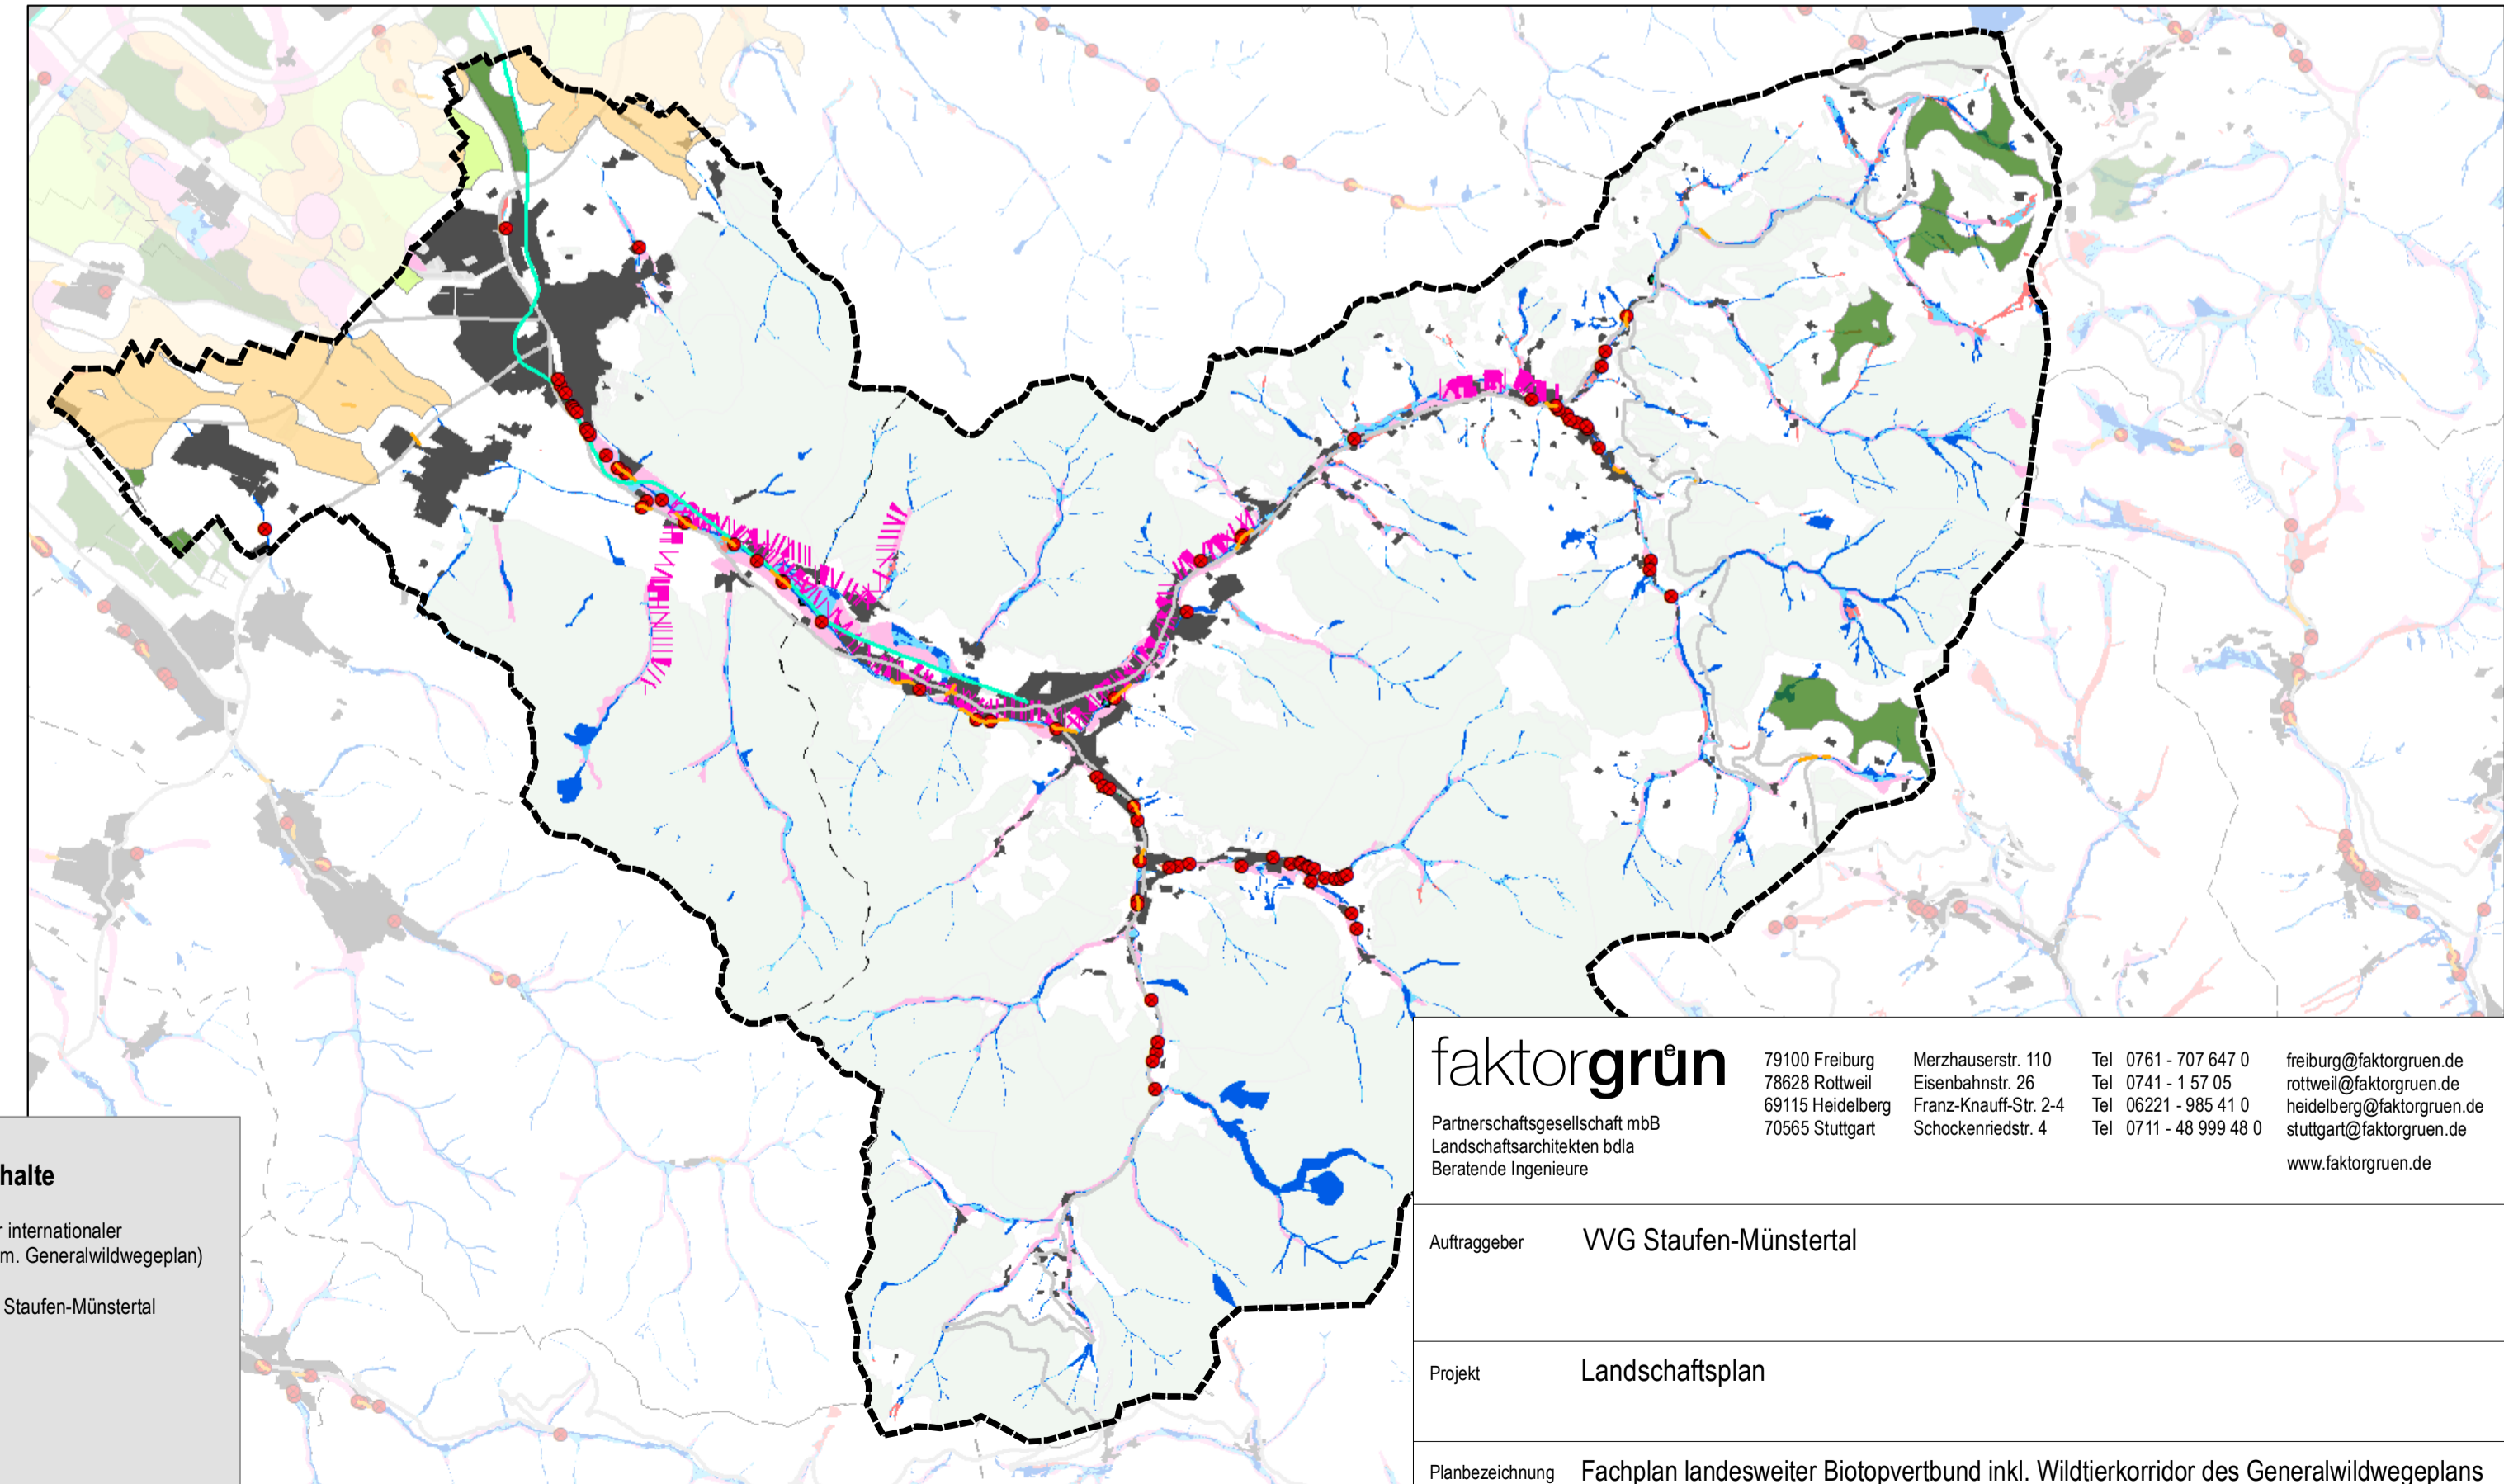 halte
r internationaler
m. Generalwildwegeplan)
Staufen-Münstertal
faktorgrün
Partnerschaftsgesellschaft mbB
Landschaftsarchitekten bdla
Beratende Ingenieure
79100 Freiburg Merzhauserstr. 110 Tel 0761 - 707 647 0 freiburg@faktorgruen.de
78628 Rottweil Eisenbahnstr. 26 Tel 0741 - 1 57 05 rottweil@faktorgruen.de
69115 Heidelberg Franz-Knauff-Str. 2-4 Tel 06221 - 985 41 0 heidelberg@faktorgruen.de
70565 Stuttgart Schockenriedstr. 4 Tel 0711 - 48 999 48 0 stuttgart@faktorgruen.de
www.faktorgruen.de
Auftraggeber VVG Staufen-Münstertal
Projekt Landschaftsplan
Planbezeichnung Fachplan landesweiter Biotopvertbund inkl. Wildtierkorridor des Generalwildwegeplans